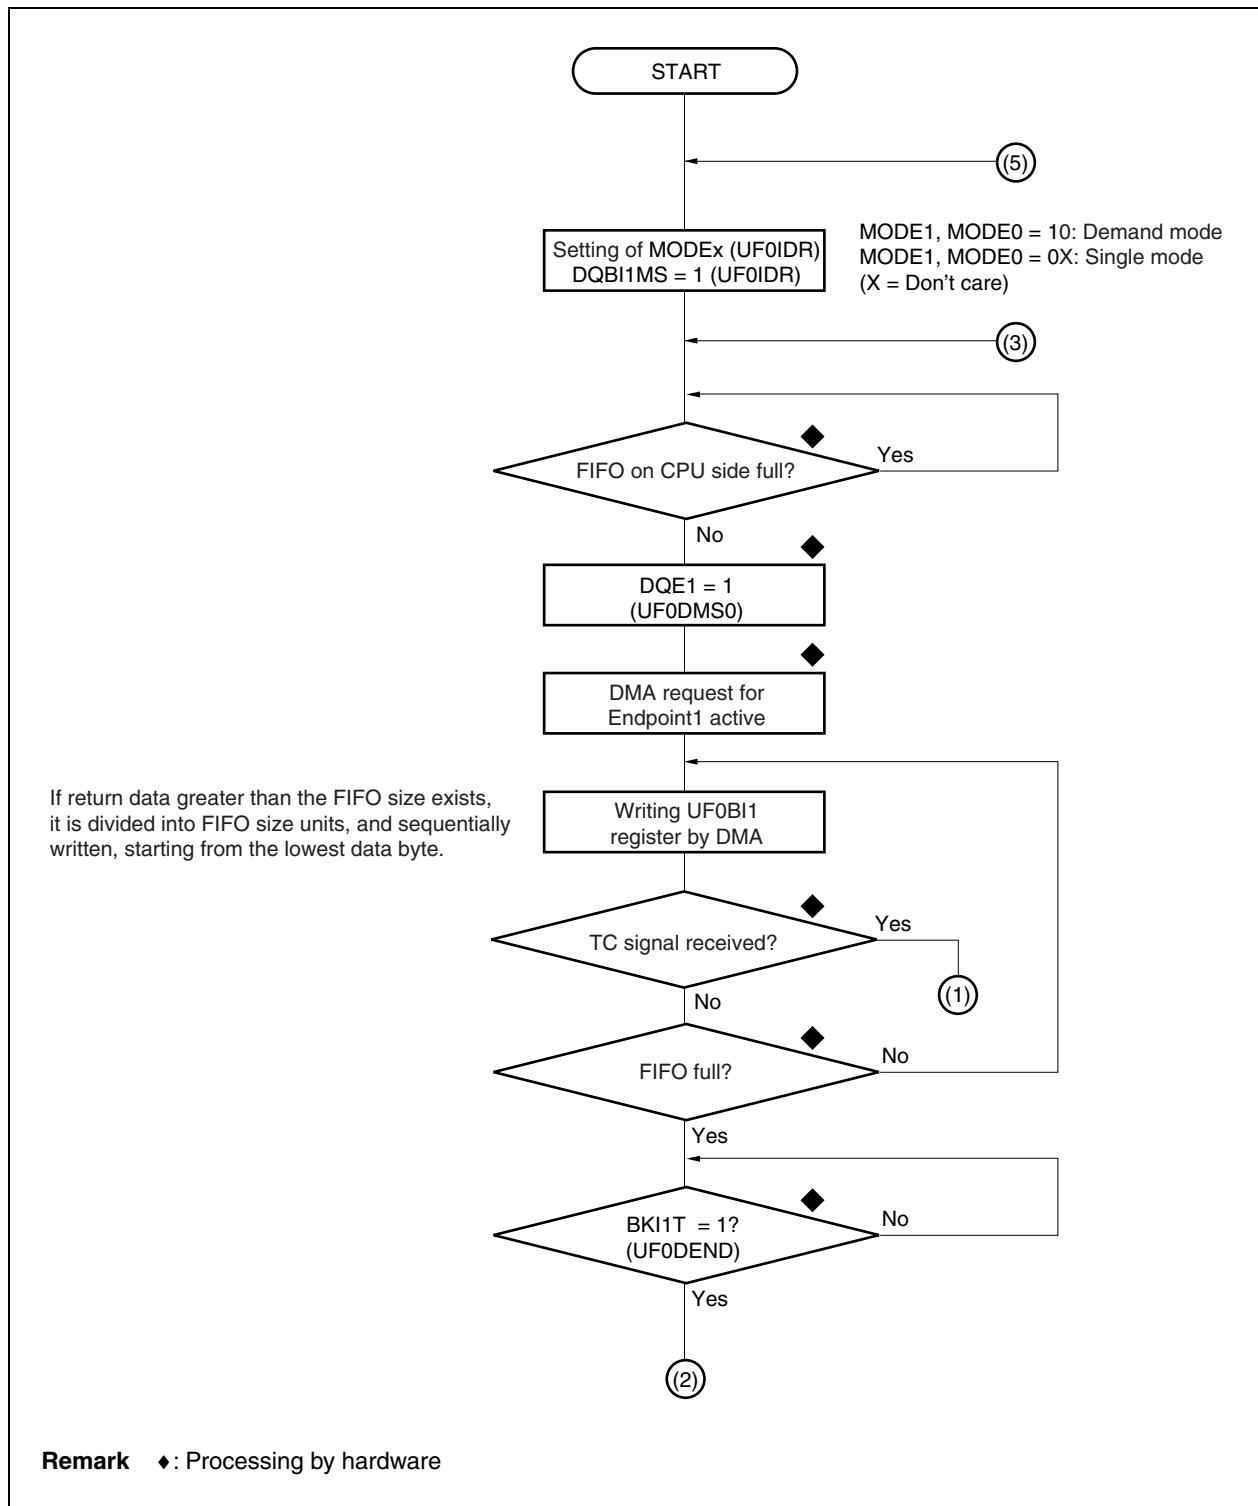 START
(5)
Setting of MODEx (UF0IDR)
DQBI1MS = 1 (UF0IDR)
MODE1, MODE0 = 10: Demand mode
MODE1, MODE0 = 0X: Single mode
(X = Don't care)
(3)
FIFO on CPU side full?
Yes
No
DQE1 = 1
(UF0DMS0)
DMA request for
Endpoint1 active
If return data greater than the FIFO size exists,
it is divided into FIFO size units, and sequentially
written, starting from the lowest data byte.
Writing UF0BI1
register by DMA
TC signal received?
Yes
(1)
No
FIFO full?
No
Yes
BKI1T = 1?
(UF0DEND)
No
Yes
(2)
Remark ♦: Processing by hardware